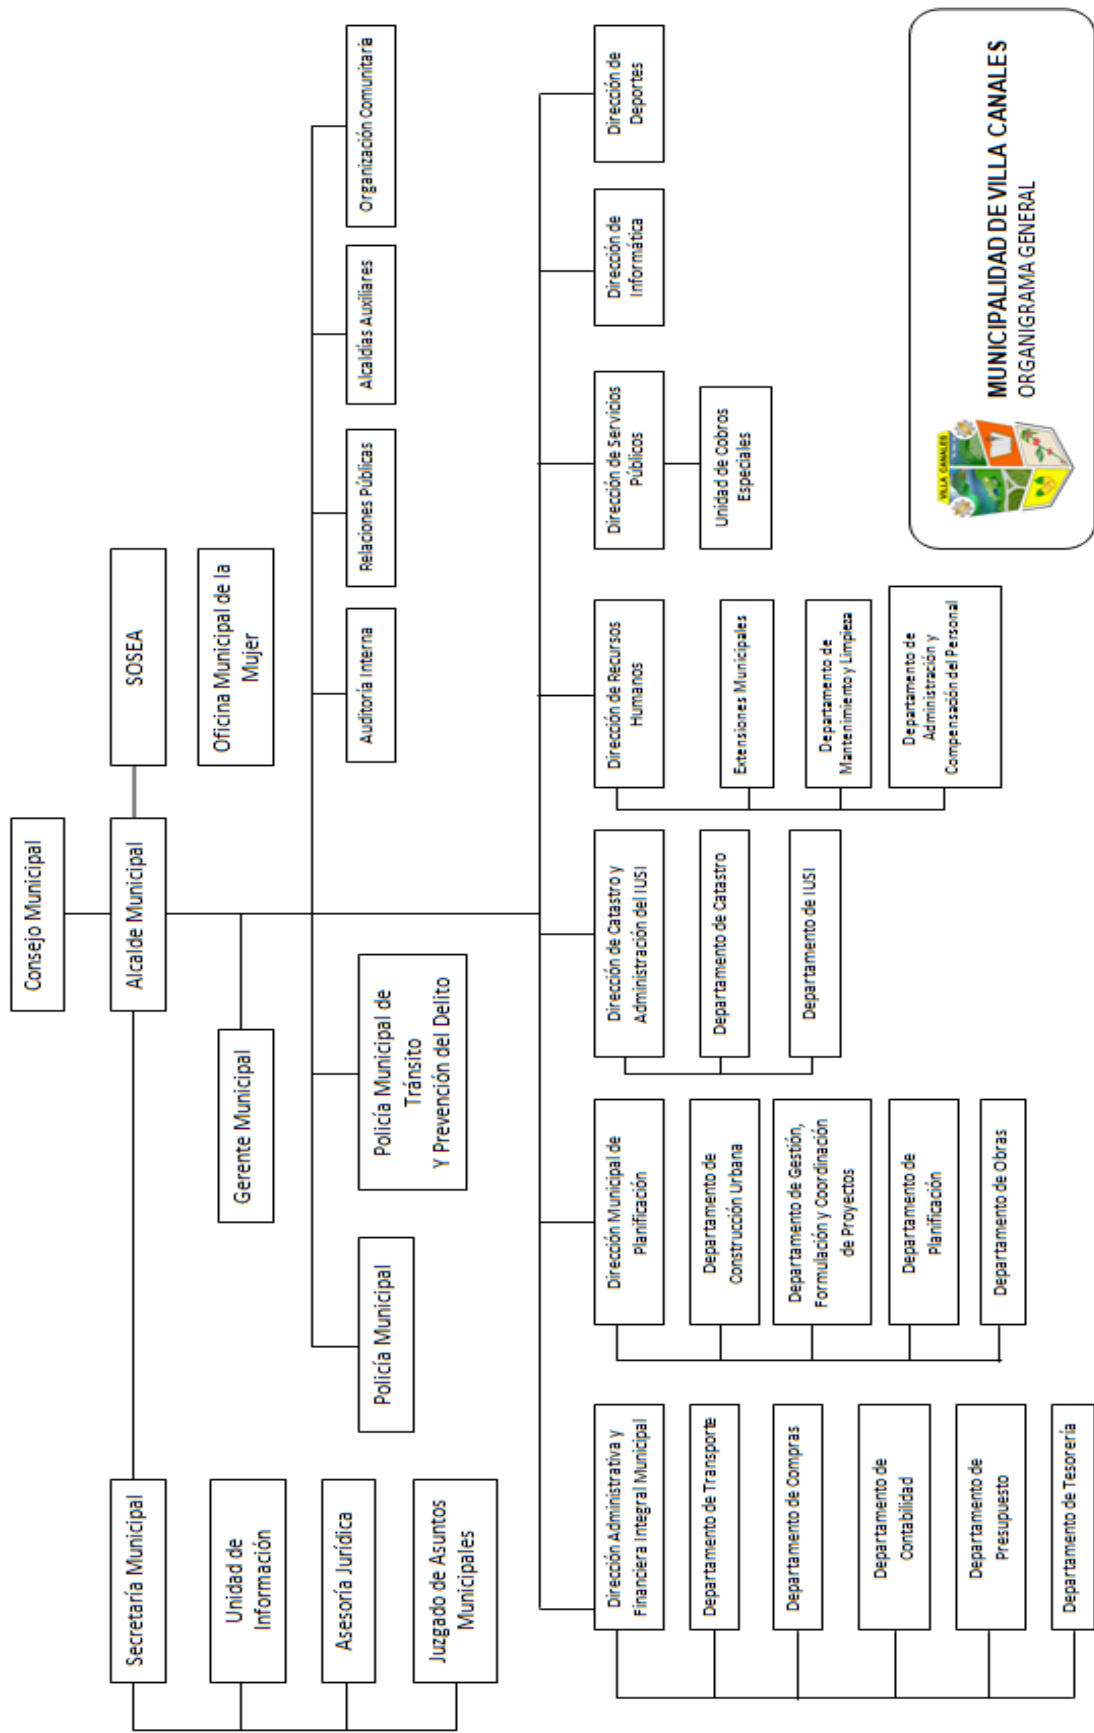 Consejo Municipal
Secretaría Municipal
Alcalde Municipal
SOSEA
Unidad de
Información
Gerente Municipal
Oficina Municipal de la
Mujer
Asesoría Jurídica
Juzgado de Asuntos
Municipales
Policía Municipal
Policía Municipal de
Tránsito
Y Prevención del Delito
Auditoría Interna
Relaciones Públicas
Alcaldías Auxiliares
Organización Comunitaria
Dirección Administrativa y
Financiera Integral Municipal
Departamento de Transporte
Departamento de Compras
Departamento de
Contabilidad
Departamento de
Presupuesto
Departamento de Tesorería
Dirección Municipal de
Planificación
Departamento de
Construcción Urbana
Departamento de Gestión,
Formulación y Coordinación
de Proyectos
Departamento de
Planificación
Departamento de Obras
Dirección de Catastro y
Administración del IUSI
Departamento de Catastro
Departamento de IUSI
Dirección de Recursos
Humanos
Extensiones Municipales
Departamento de
Mantenimiento y Limpieza
Departamento de
Administración y
Compensación del Personal
Dirección de Servicios
Públicos
Unidad de Cobros
Especiales
Dirección de
Informática
Dirección de
Deportes
VILLA CANALES
MUNICIPALIDAD DE VILLA CANALES
ORGANIGRAMA GENERAL